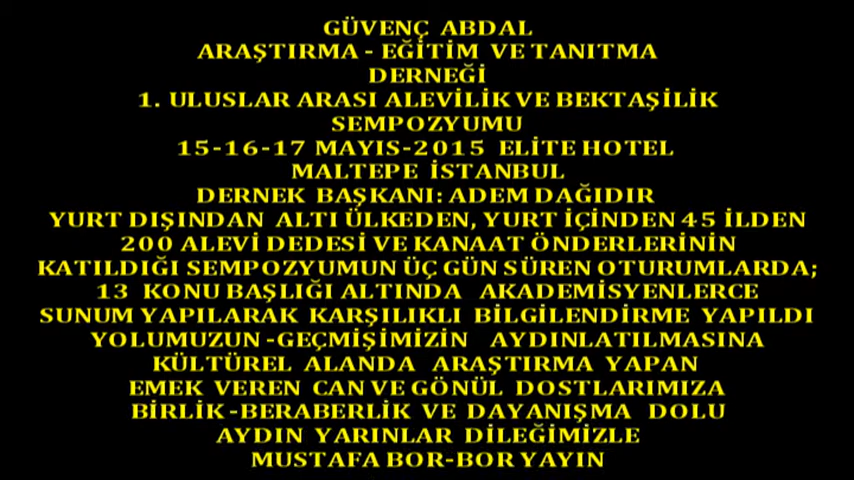 GÜVENÇ ABDAL
ARAŞTIRMA - EĞİTİM VE TANITMA
DERNEĞİ
1. ULUSLAR ARASI ALEVİLİK VE BEKTAŞİLİK
SEMPOZYUMU
15-16-17 MAYIS-2015 ELİTE HOTEL
MALTEPE İSTANBUL
DERNEK BAŞKANI: ADEM DAĞIDIR
YURT DIŞINDAN ALTI ÜLKEDEN, YURT İÇİNDEN 45 İLDEN
200 ALEVİ DEDESİ VE KANAAT ÖNDERLERİNİN
KATILDIĞI SEMPOZYUMUN ÜÇ GÜN SÜREN OTURUMLARDA;
13 KONU BAŞLIĞI ALTINDA AKADEMİSYENLERCE
SUNUM YAPILARAK KARŞILIKLI BİLGİLENDİRME YAPILDI
YOLUMUZUN -GEÇMİŞİMİZİN AYDINLATILMASINA
KÜLTÜREL ALANDA ARAŞTIRMA YAPAN
EMEK VEREN CAN VE GÖNÜL DOSTLARIMIZA
BİRLİK-BERABERLİK VE DAYANIŞMA DOLU
AYDIN YARINLAR DİLEĞİMİZLE
MUSTAFA BOR-BOR YAYIN